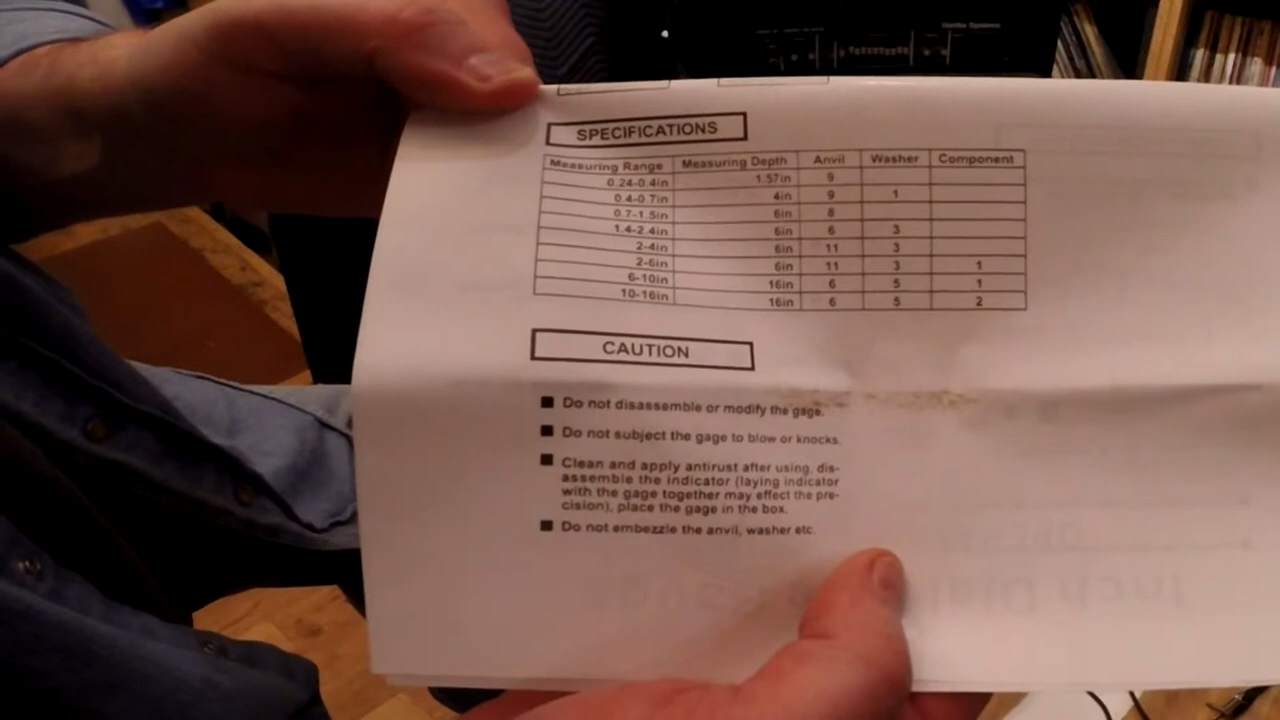 SPECIFICATIONS
Measuring Range Measuring Depth Anvil Washer Component
0.24-0.4in 1.57in 9
0.4-0.7in 4in 9 1
0.7-1.5in 6in 8
1.4-2.4in 6in 6 3
2-4in 6in 11 3
2-6in 6in 11 3 1
6-10in 16in 6 5 1
10-16in 16in 6 5 2
CAUTION
Do not disassemble or modify the gage.
Do not subject the gage to blow or knocks.
Clean and apply antirust after using, dis-
assemble the indicator (laying indicator
with the gage together may effect the pre-
cision), place the gage in the box.
Do not embezzle the anvil, washer etc.